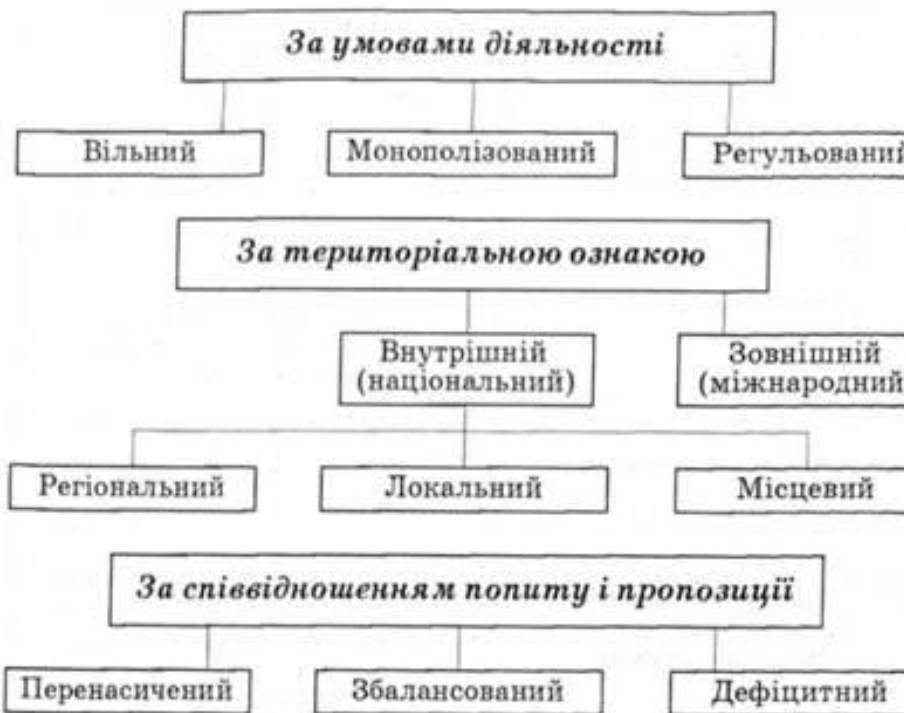 За умовами діяльності
Вільний
Монополізований
Регульований
За територіальною ознакою
Внутрішній
(національний)
Зовнішній
(міжнародний
Регіональний
Локальний
Місцевий
За співвідношенням попиту і пропозиції
Перенасичений
Збалансований
Дефіцитний